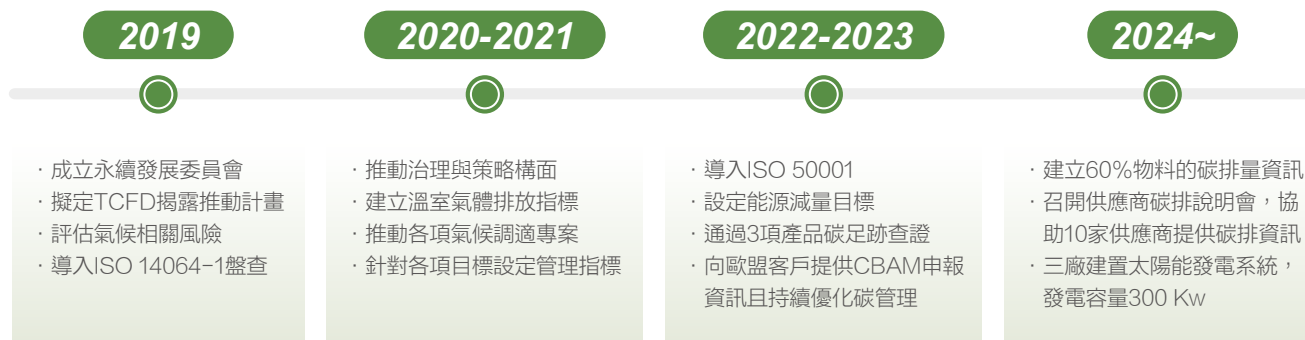 2019
· 成立永續發展委員會
· 擬定TCFD揭露推動計畫
· 評估氣候相關風險
· 導入ISO 14064-1盤查
2020-2021
· 推動治理與策略構面
· 建立溫室氣體排放指標
· 推動各項氣候調適專案
· 針對各項目標設定管理指標
2022-2023
· 導入ISO 50001
· 設定能源減量目標
· 通過3項產品碳足跡查證
· 向歐盟客戶提供CBAM申報
資訊且持續優化碳管理
2024~
· 建立60%物料的碳排量資訊
· 召開供應商碳排說明會，協
助10家供應商提供碳排資訊
· 三廠建置太陽能發電系統，
發電容量300 Kw